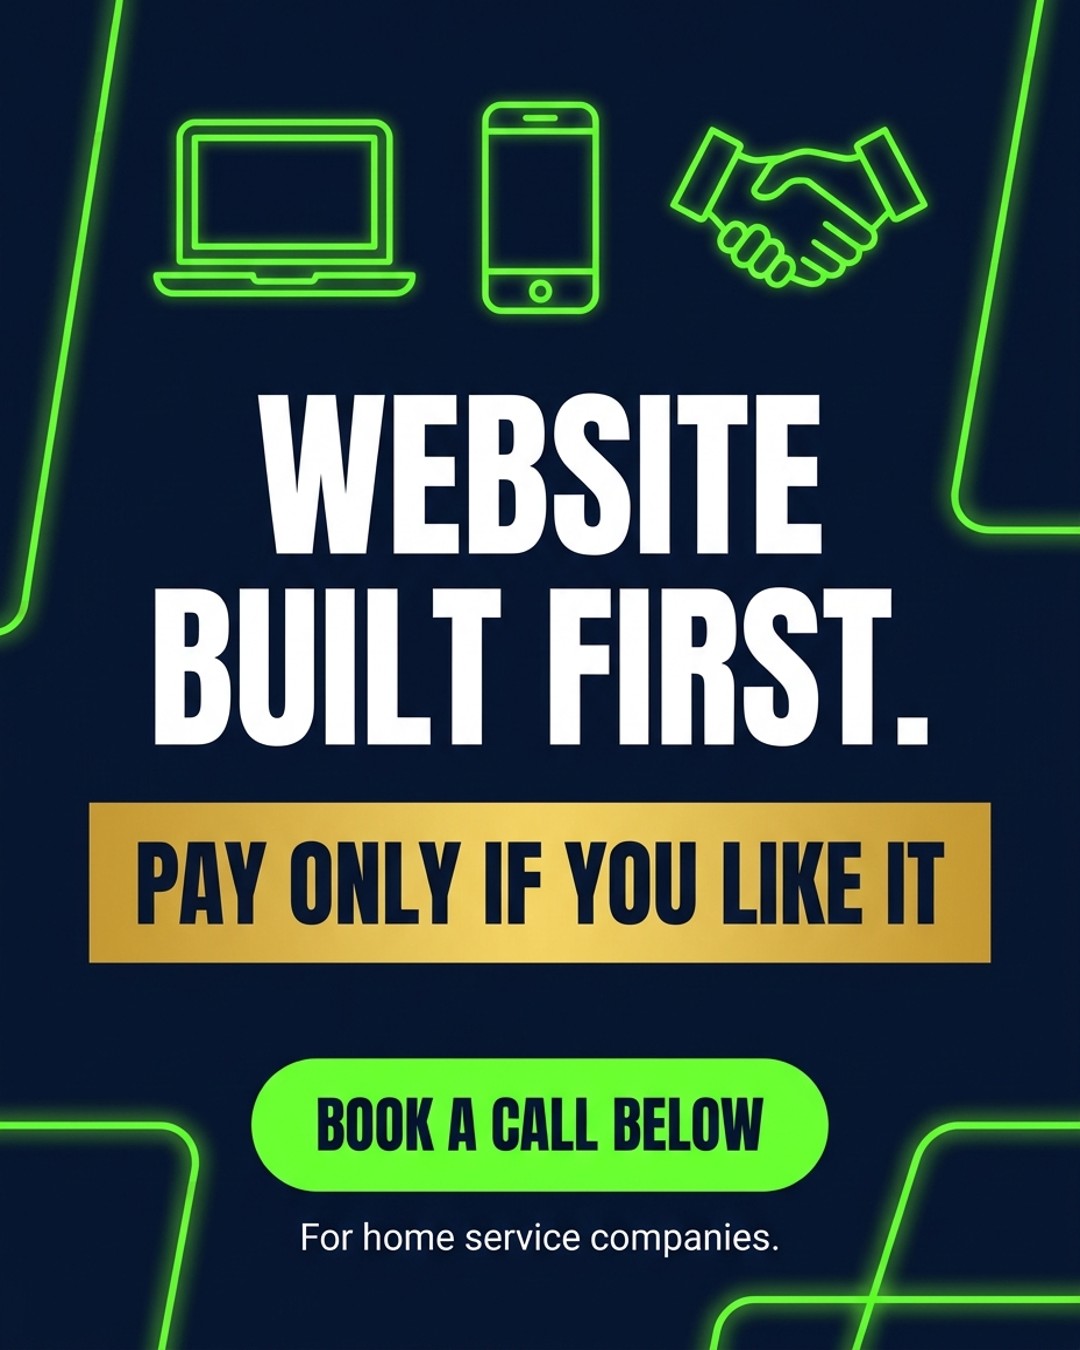 WEBSITE
BUILT FIRST.
PAY ONLY IF YOU LIKE IT
BOOK A CALL BELOW
For home service companies.